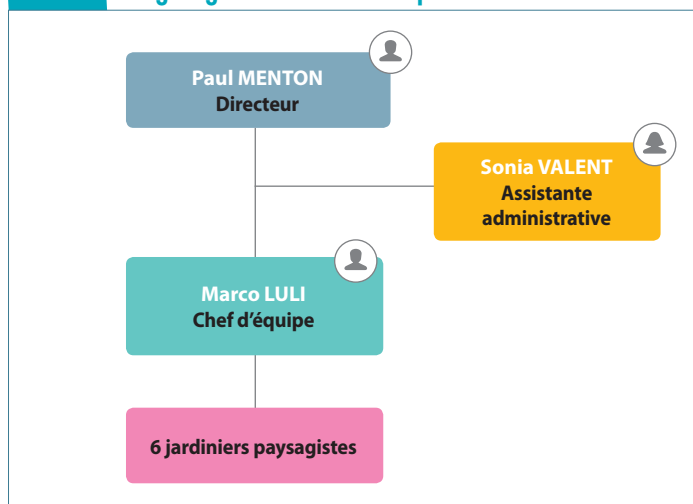 Paul MENTON
Directeur
Sonia VALENT
Assistante
administrative
Marco LULI
Chef d'équipe
6 jardiniers paysagistes